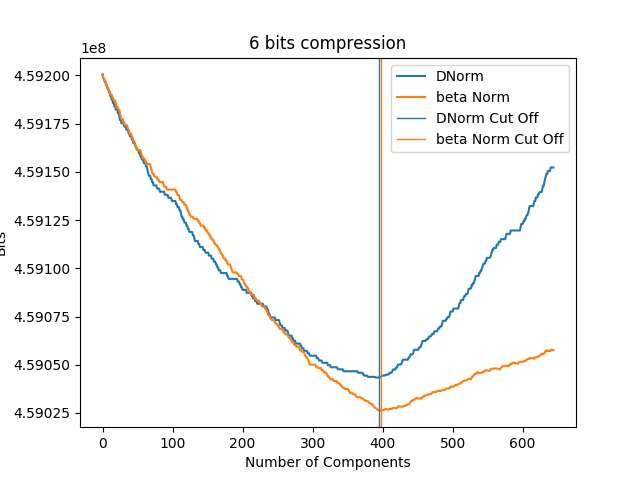 6 bits compression
1e8
4.59200
4.59175
4.59150
4.59125
4.59100
4.59075
4.59050
4.59025
Bits
DNorm
beta Norm
DNorm Cut Off
beta Norm Cut Off
0 100 200 300 400 500 600
Number of Components